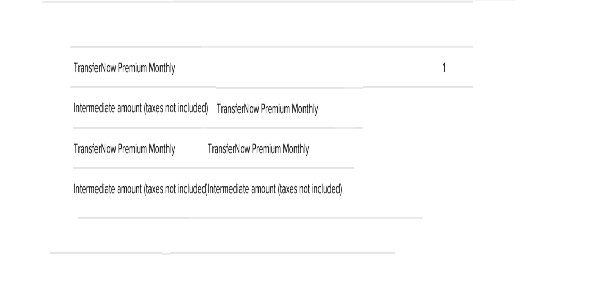 TransferNow Premium Monthly 1
Intermediate amount (taxes not included) TransferNow Premium Monthly
TransferNow Premium Monthly TransferNow Premium Monthly
Intermediate amount (taxes not included) Intermediate amount (taxes not included)